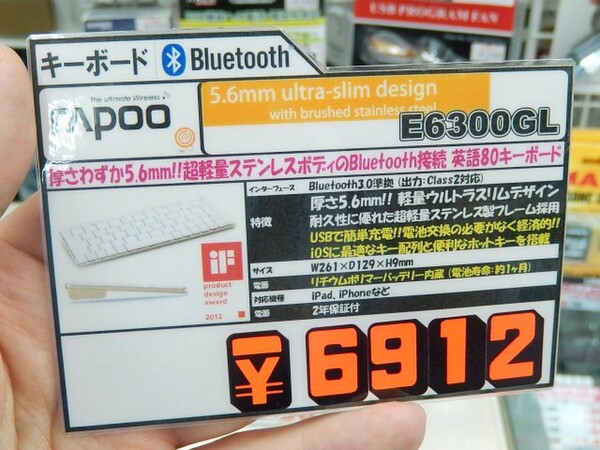 USB PROGRAM FAN
キーボード Bluetooth
The ultimate Wireless
rapoo
5.6mm ultra-slim design
with brushed stainless steel
E6300GL
厚さわずか5.6mm!!超軽量ステンレスボディのBluetooth接続 英語80キーボード
インターフェース Bluetooth3.0準拠 (出力:Class2対応)
特徴
厚さ5.6mm!! 軽量ウルトラスリムデザイン
耐久性に優れた超軽量ステンレス製フレーム採用
USBで簡単充電!!電池交換の必要がなく経済的!!
iOSに最適なキー配列と便利なホットキーを搭載
サイズ W261×D129×H9mm
電源 リチウムポリマーバッテリー内蔵 (電池寿命:約1ヶ月)
対応機種 iPad、iPhoneなど
電源 2年保証付
iF
product
design
award
2012
¥6912